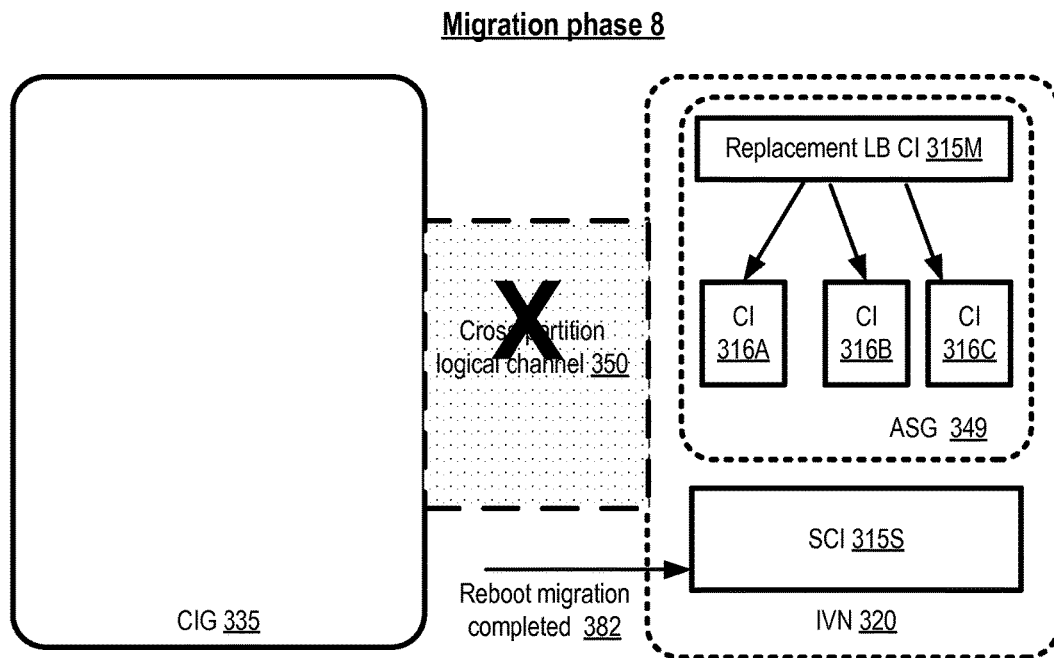 Migration phase 8
Replacement LB CI 315M
CI
316A
CI
316B
CI
316C
ASG 349
X
Cross partition
logical channel 350
SCI 315S
Reboot migration
completed 382
CIG 335
IVN 320